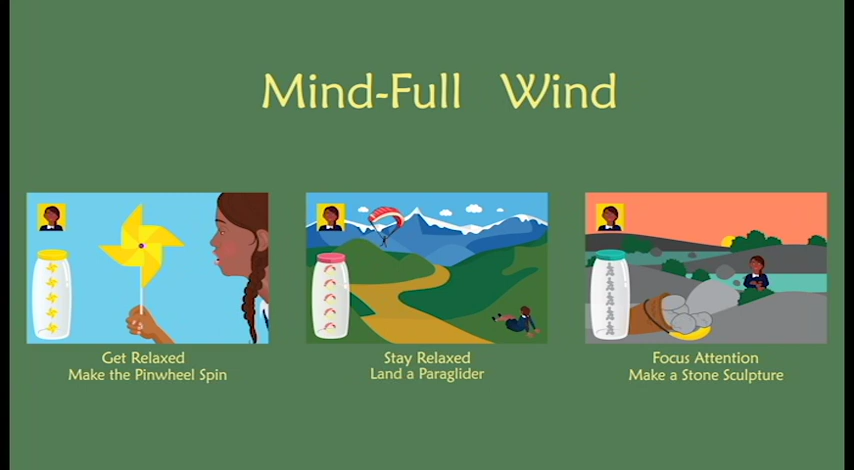 Mind-Full Wind
Get Relaxed
Make the Pinwheel Spin
Stay Relaxed
Land a Paraglider
Focus Attention
Make a Stone Sculpture